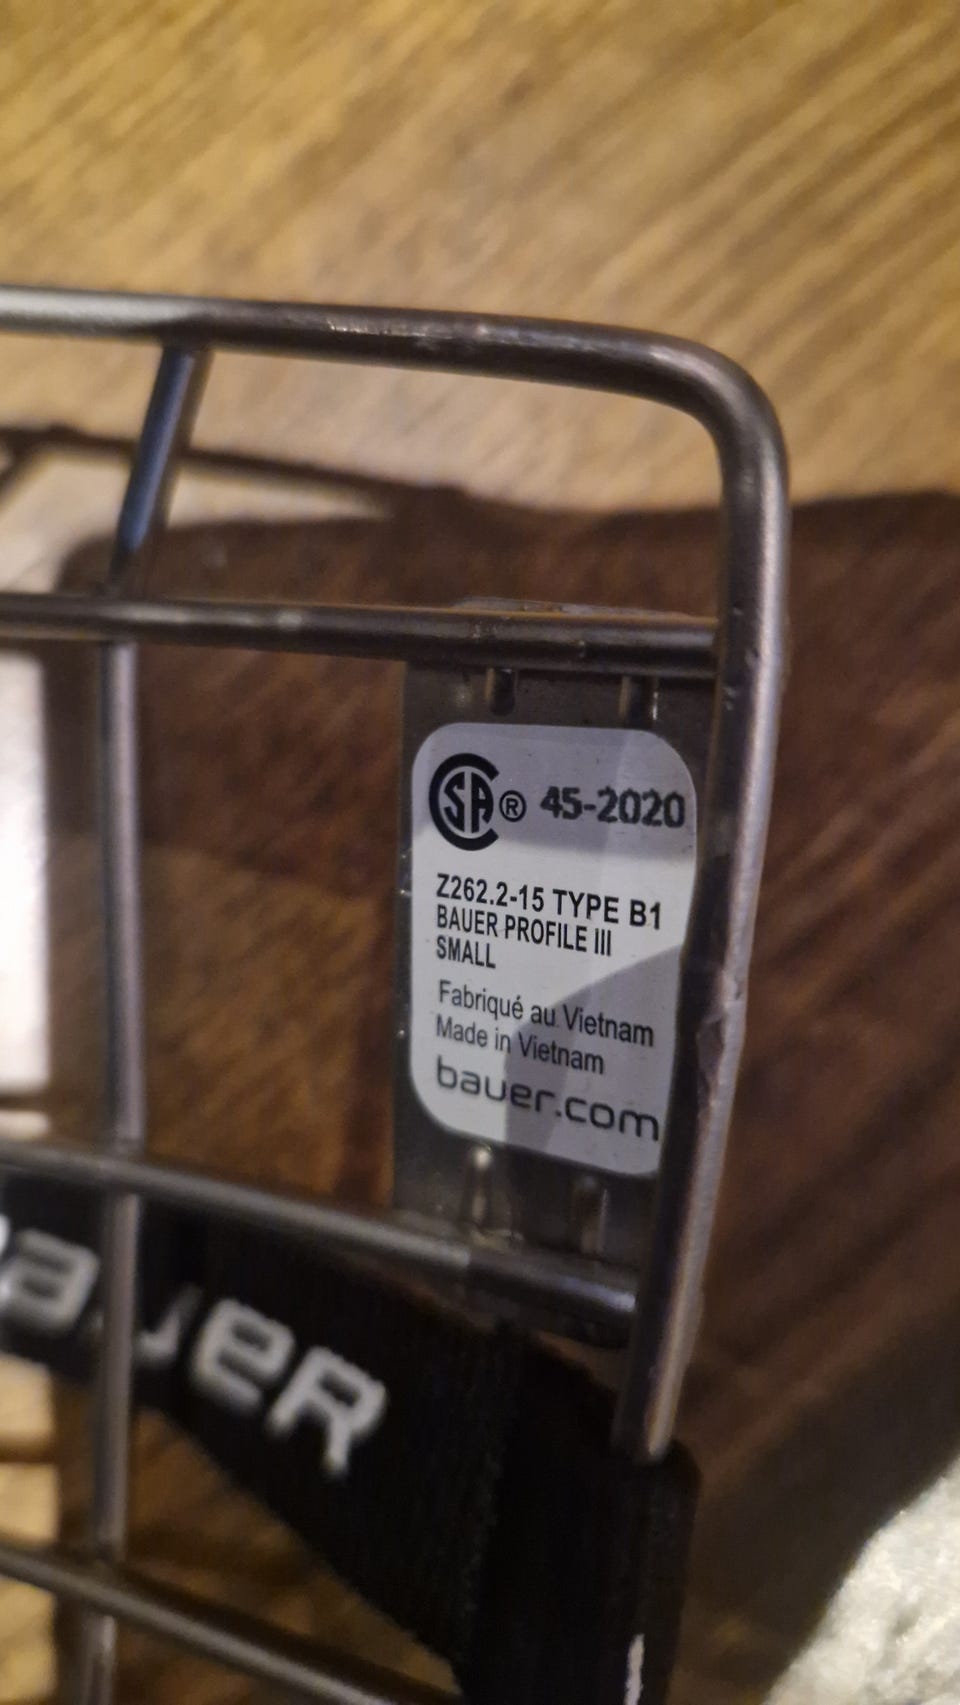 CSA ® 45-2020
Z262.2-15 TYPE B1
BAUER PROFILE III
SMALL
Fabriqué au Vietnam
Made in Vietnam
bauer.com
BAUER